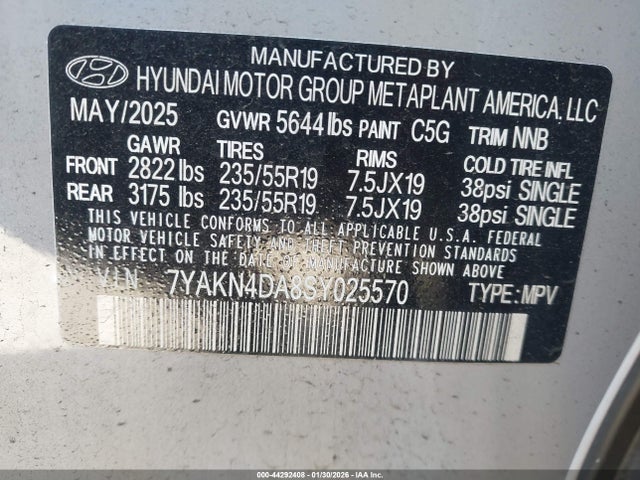 MANUFACTURED BY
HYUNDAI MOTOR GROUP METAPLANT AMERICA, LLC
MAY/2025 GVWR 5644 lbs PAINT C5G TRIM NNB
GAWR TIRES RIMS COLD TIRE INFL
FRONT 2822 lbs 235/55R19 7.5JX19 38psi SINGLE
REAR 3175 lbs 235/55R19 7.5JX19 38psi SINGLE
THIS VEHICLE CONFORMS TO ALL APPLICABLE U.S.A. FEDERAL
MOTOR VEHICLE SAFETY AND THEFT PREVENTION STANDARDS
IN EFFECT ON THE DATE OF MANUFACTURE SHOWN ABOVE.
VIN 7YAKN4DA8SY025570 TYPE: MPV
000-44292408 - 01/30/2026 - COPART